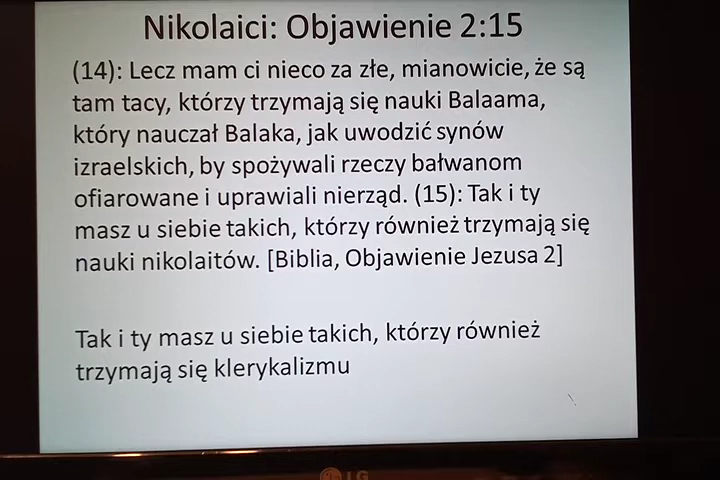 Nikolaici: Objawienie 2:15
(14): Lecz mam ci nieco za złe, mianowicie, że są
tam tacy, którzy trzymają się nauki Balaama,
który nauczał Balaka, jak uwodzić synów
izraelskich, by spożywali rzeczy bałwanom
ofiarowane i uprawiali nierząd. (15): Tak i ty
masz u siebie takich, którzy również trzymają się
nauki nikolaitów. [Biblia, Objawienie Jezusa 2]
Tak i ty masz u siebie takich, którzy również
trzymają się klerykalizmu
LG